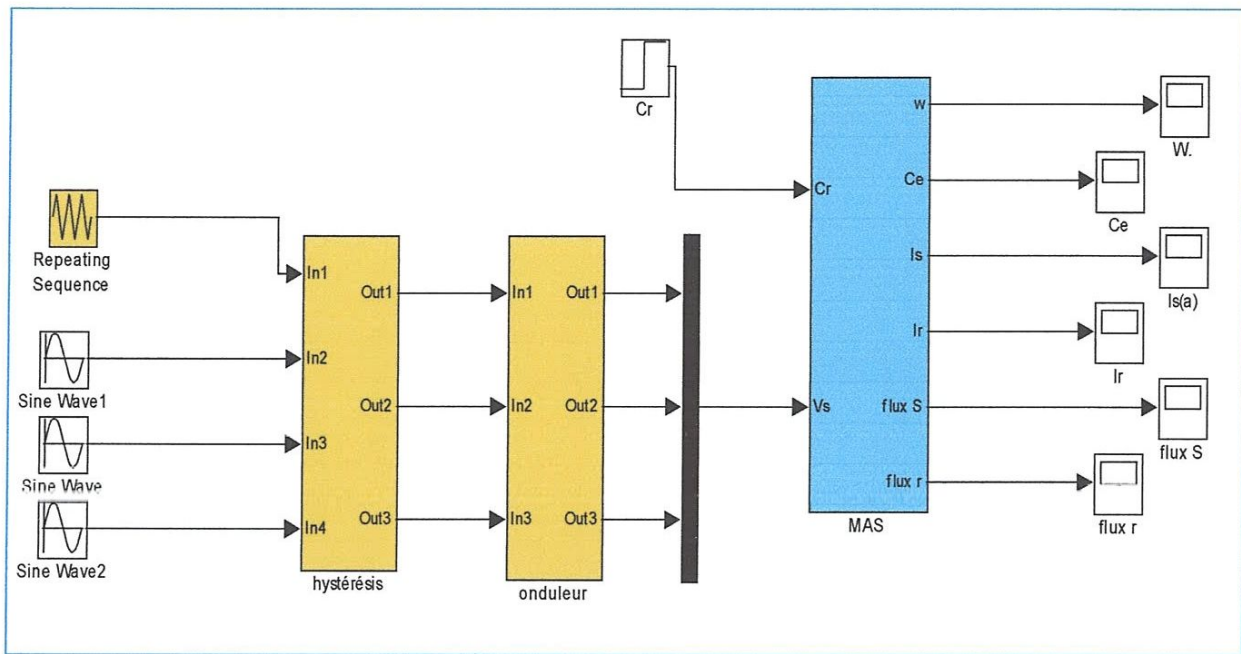 Cr
w
W.
Cr
Ce
Ce
Repeating
Sequence
In1
Out1
In1
Out1
Is
Is(a)
In2
Ir
Ir
Sine Wave1
Out2
In2
Out2
Vs
flux S
flux S
In3
Sine Wave
flux r
flux r
In4
Out3
In3
Out3
MAS
Sine Wave2
hystérésis
onduleur